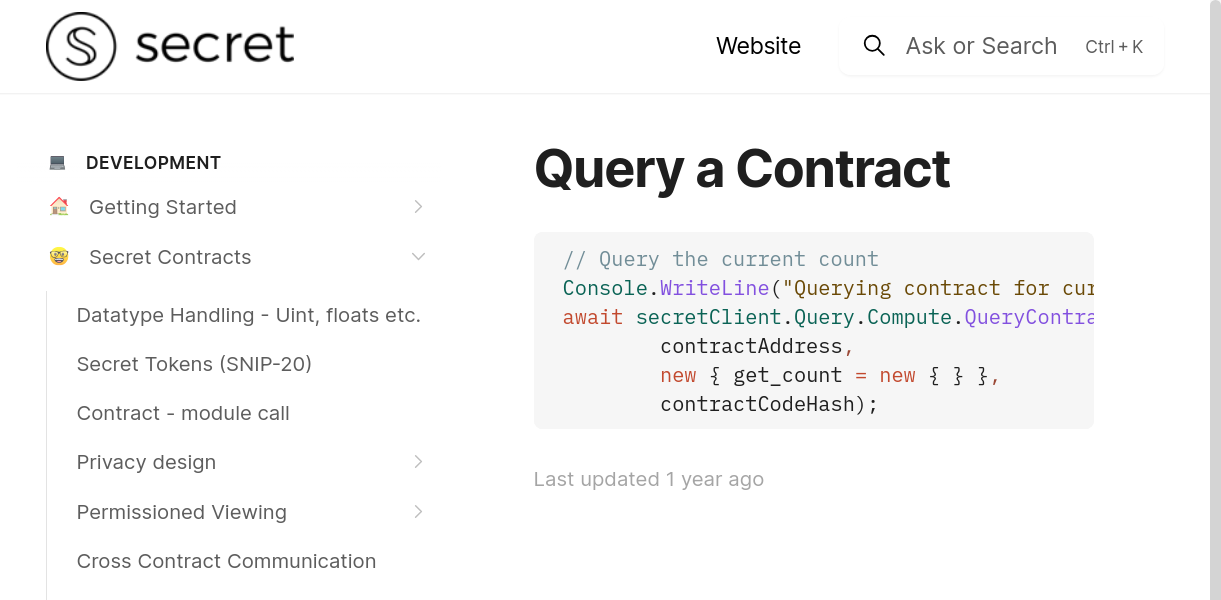 secret
Website
Ask or Search Ctrl + K
DEVELOPMENT
Getting Started
Secret Contracts
Datatype Handling - Uint, floats etc.
Secret Tokens (SNIP-20)
Contract - module call
Privacy design
Permissioned Viewing
Cross Contract Communication
Query a Contract
// Query the current count
Console.WriteLine("Querying contract for cur
await secretClient.Query.Compute.QueryContra
contractAddress,
new { get_count = new { } },
contractCodeHash);
Last updated 1 year ago